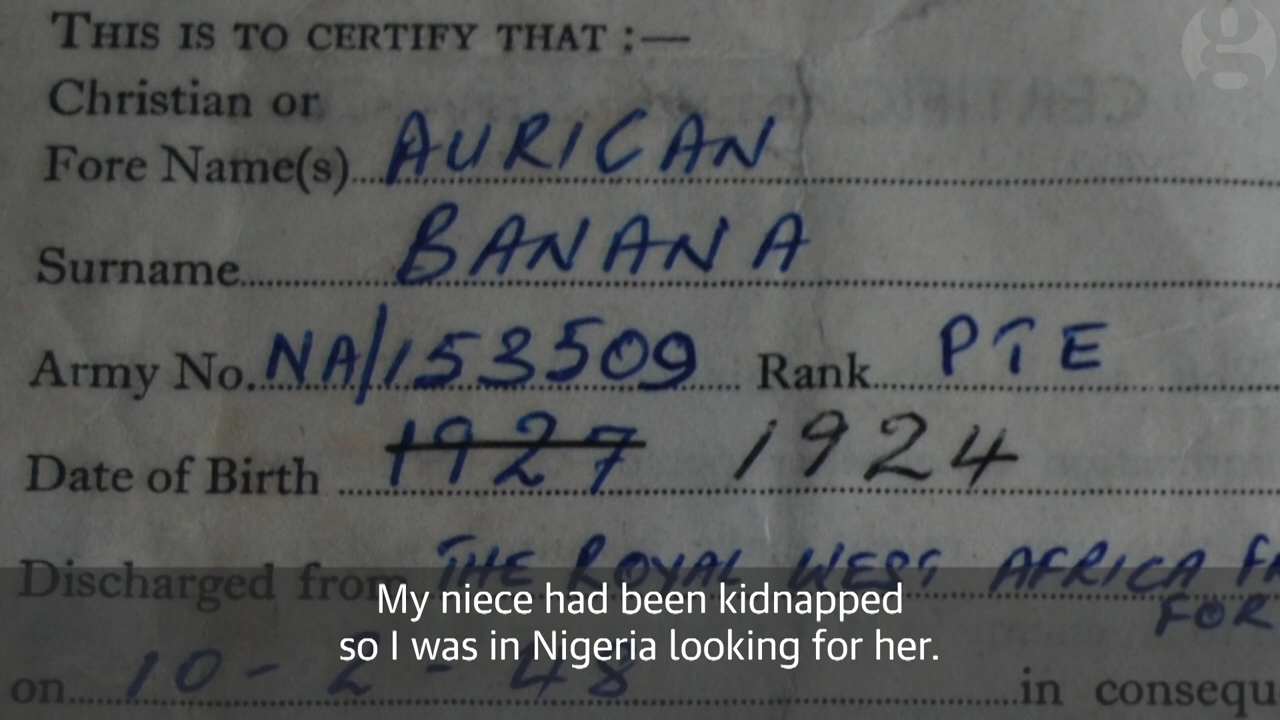 THIS IS TO CERTIFY THAT :—
Christian or
Fore Name(s) AURICAN
Surname BANANA
Army No. NA/153509 Rank PTE
Date of Birth 1927 1924
Discharged from THE ROYAL WEST AFRICA
FOR
My niece had been kidnapped
so I was in Nigeria looking for her.
on 10 - 2 - 48 in consequ